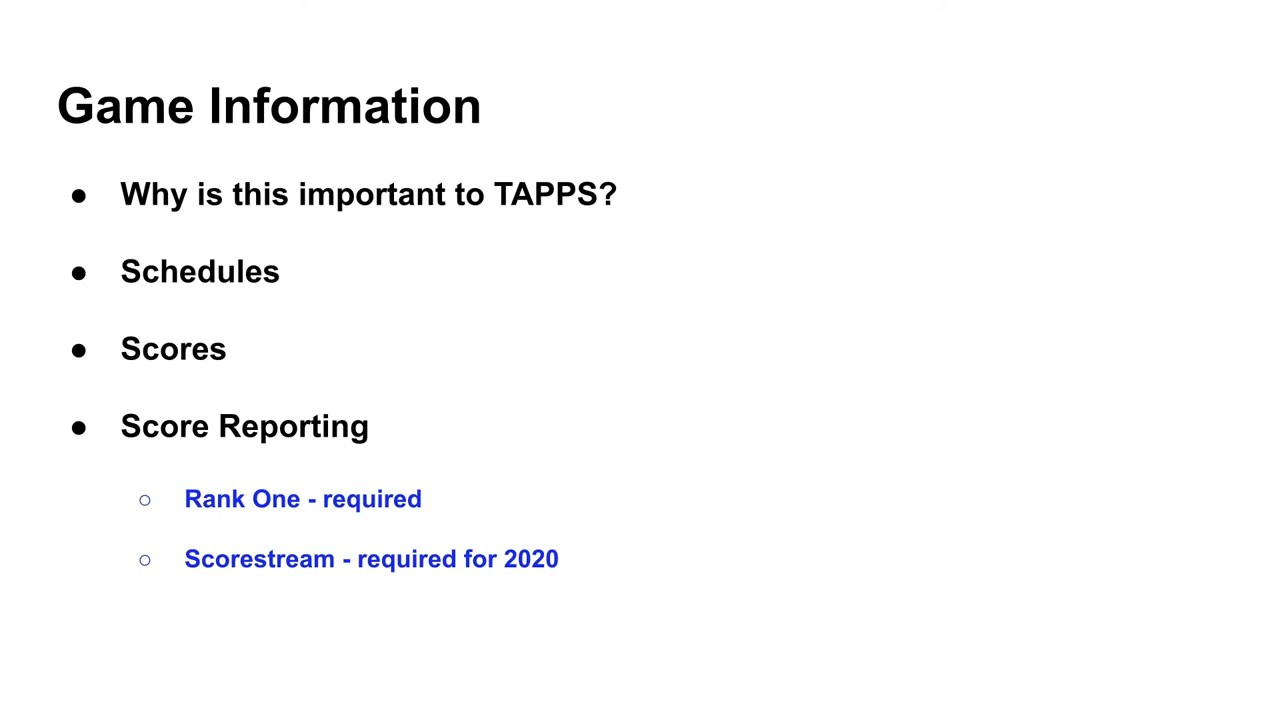 Game Information
● Why is this important to TAPPS?
● Schedules
● Scores
● Score Reporting
○ Rank One - required
○ Scorestream - required for 2020